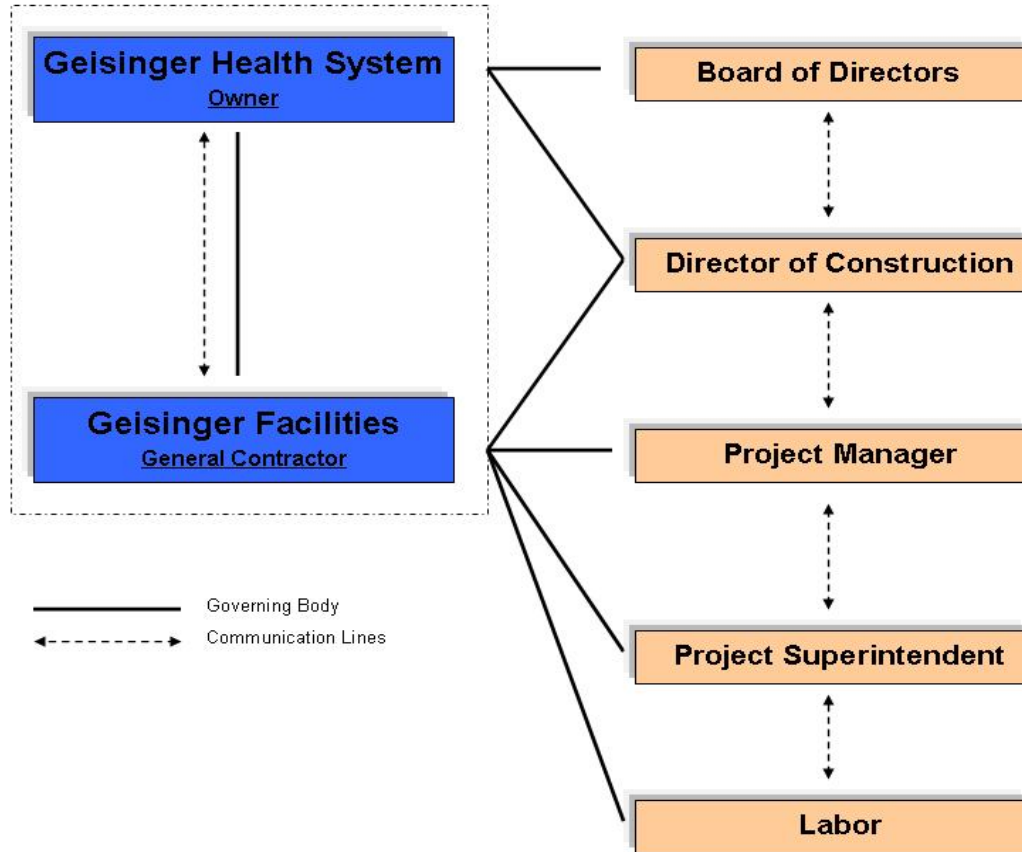 Geisinger Health System
Owner
Board of Directors
Director of Construction
Geisinger Facilities
General Contractor
Project Manager
Governing Body
Communication Lines
Project Superintendent
Labor